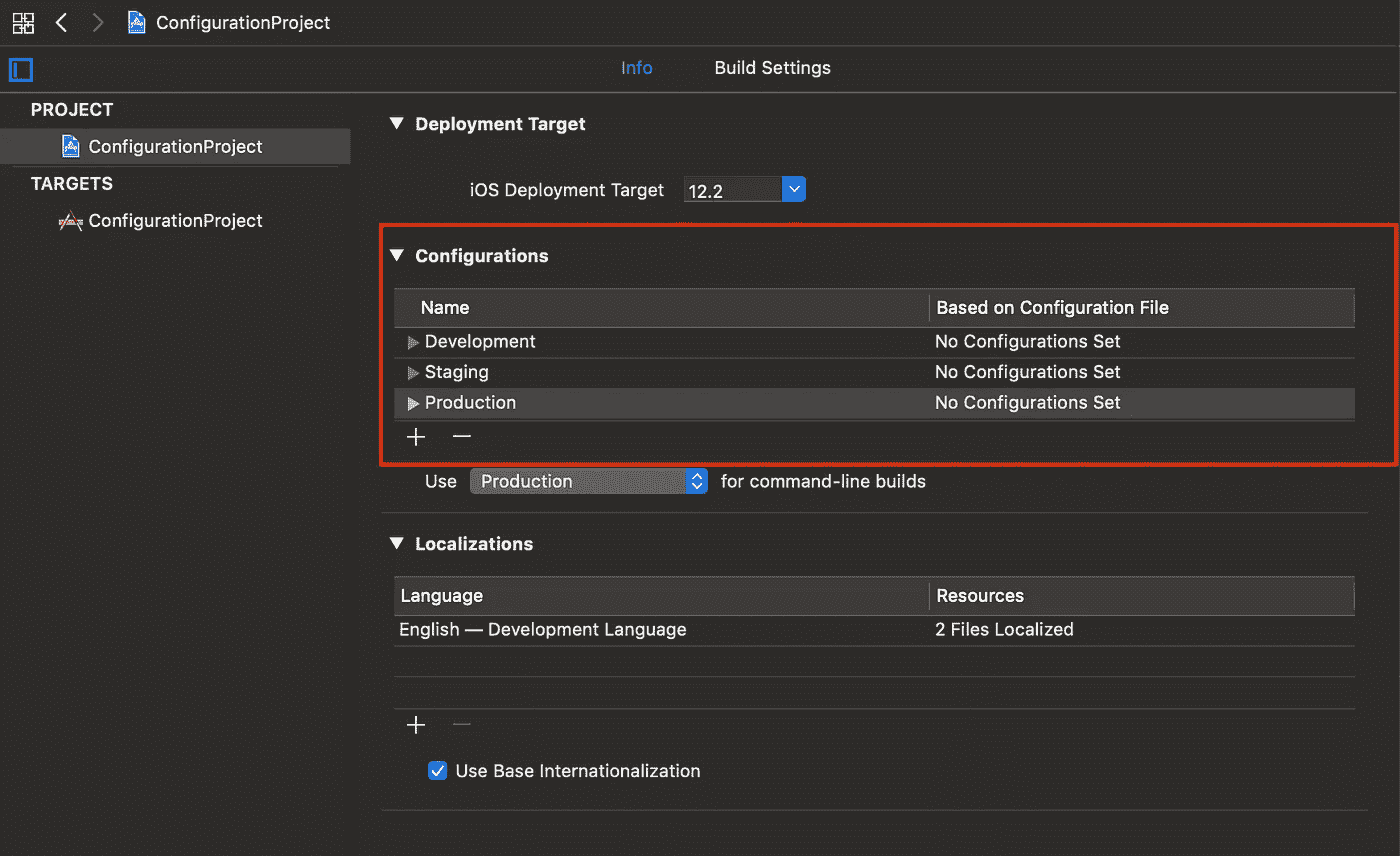 ConfigurationProject
Info Build Settings
PROJECT
ConfigurationProject
TARGETS
ConfigurationProject
Deployment Target
iOS Deployment Target 12.2
Configurations
Name Based on Configuration File
Development No Configurations Set
Staging No Configurations Set
Production No Configurations Set
Use Production for command-line builds
Localizations
Language Resources
English — Development Language 2 Files Localized
Use Base Internationalization